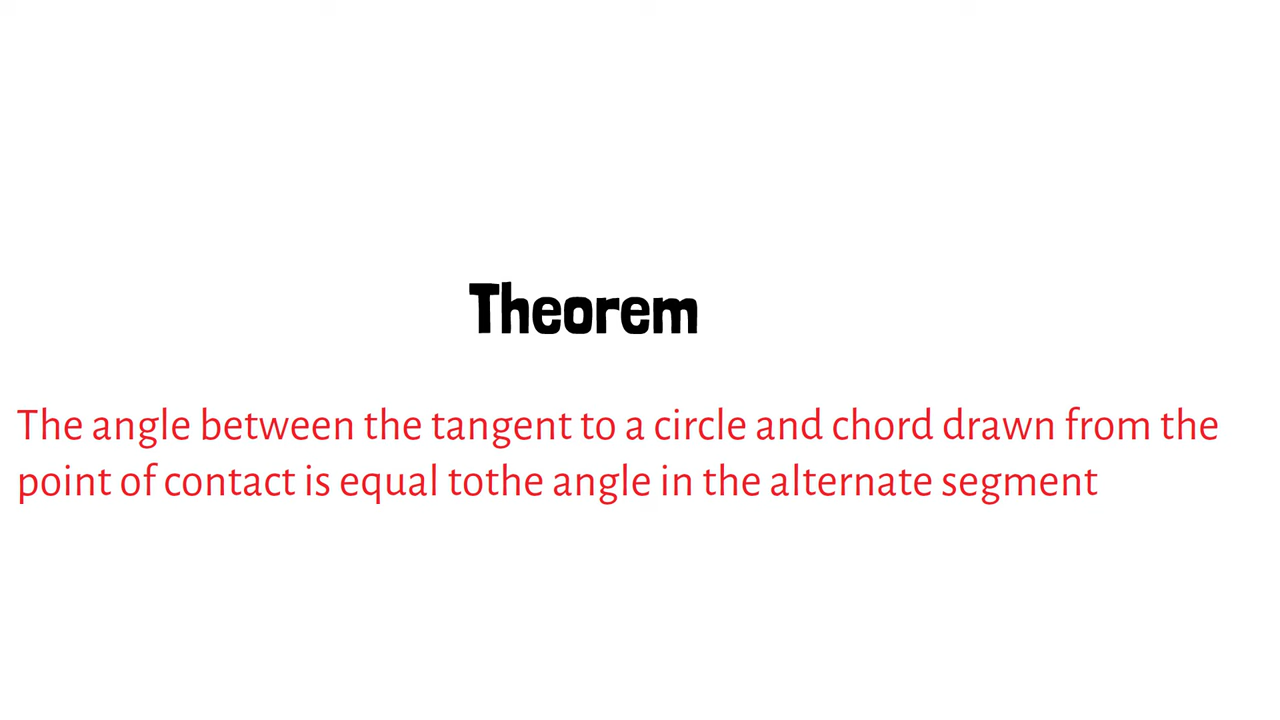 Theorem
The angle between the tangent to a circle and chord drawn from the
point of contact is equal tothe angle in the alternate segment